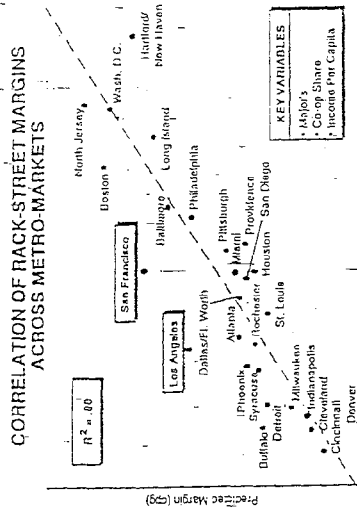 CORRELATION OF RACK-STREET MARGINS
ACROSS METRO-MARKETS
Hartford/
New Haven
Wash. D.C.
North Jersey
Boston
Long Island
Baltimore
Philadelphia
San Francisco
Pittsburgh
Miami
Providence
San Diego
Houston
Los Angeles
Dallas/Ft. Worth
Atlanta
Rochester
St. Louis
Phoenix
Syracuse
Buffalo
Detroit
Milwaukee
Indianapolis
Cleveland
Cincinnati
Denver
KEY VARIABLES
• Majors
• Co-op Share
• Income Per Capita
Margin (cpg)